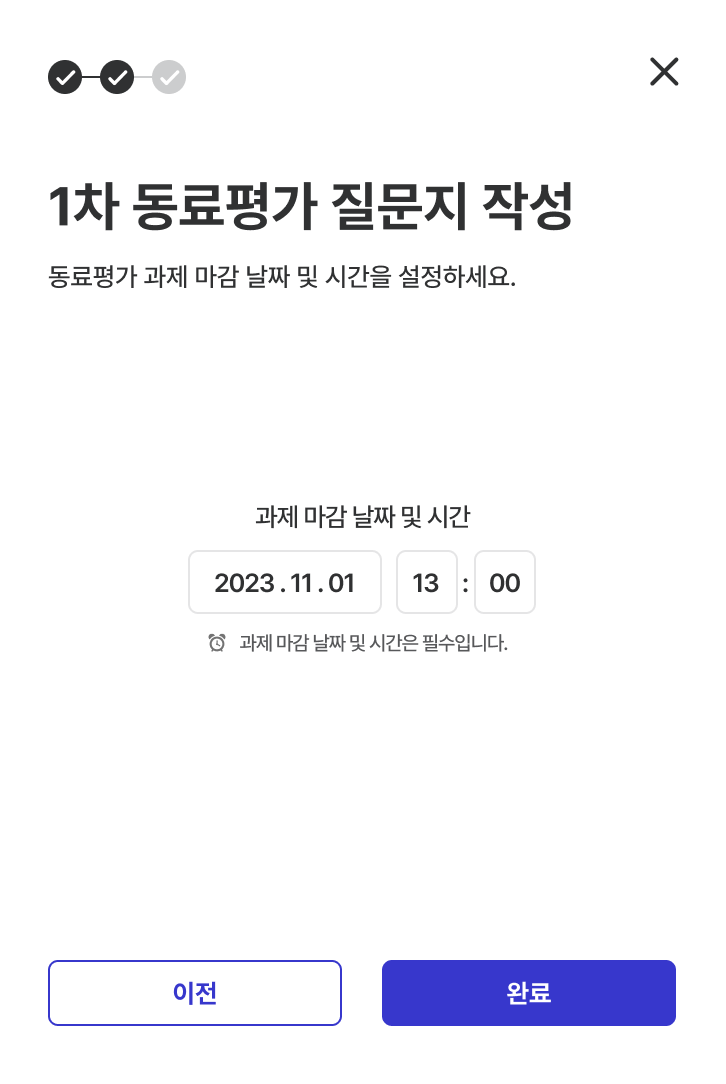 1차 동료평가 질문지 작성
동료평가 과제 마감 날짜 및 시간을 설정하세요.
과제 마감 날짜 및 시간
2023 . 11 . 01 13 : 00
과제 마감 날짜 및 시간은 필수입니다.
이전 완료